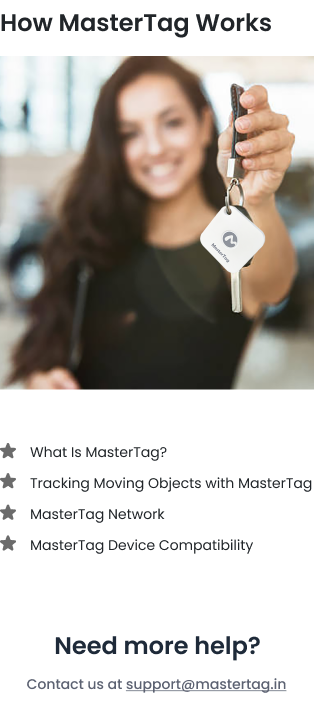 How MasterTag Works
MasterTag
What Is MasterTag?
Tracking Moving Objects with MasterTag
MasterTag Network
MasterTag Device Compatibility
Need more help?
Contact us at support@mastertag.in